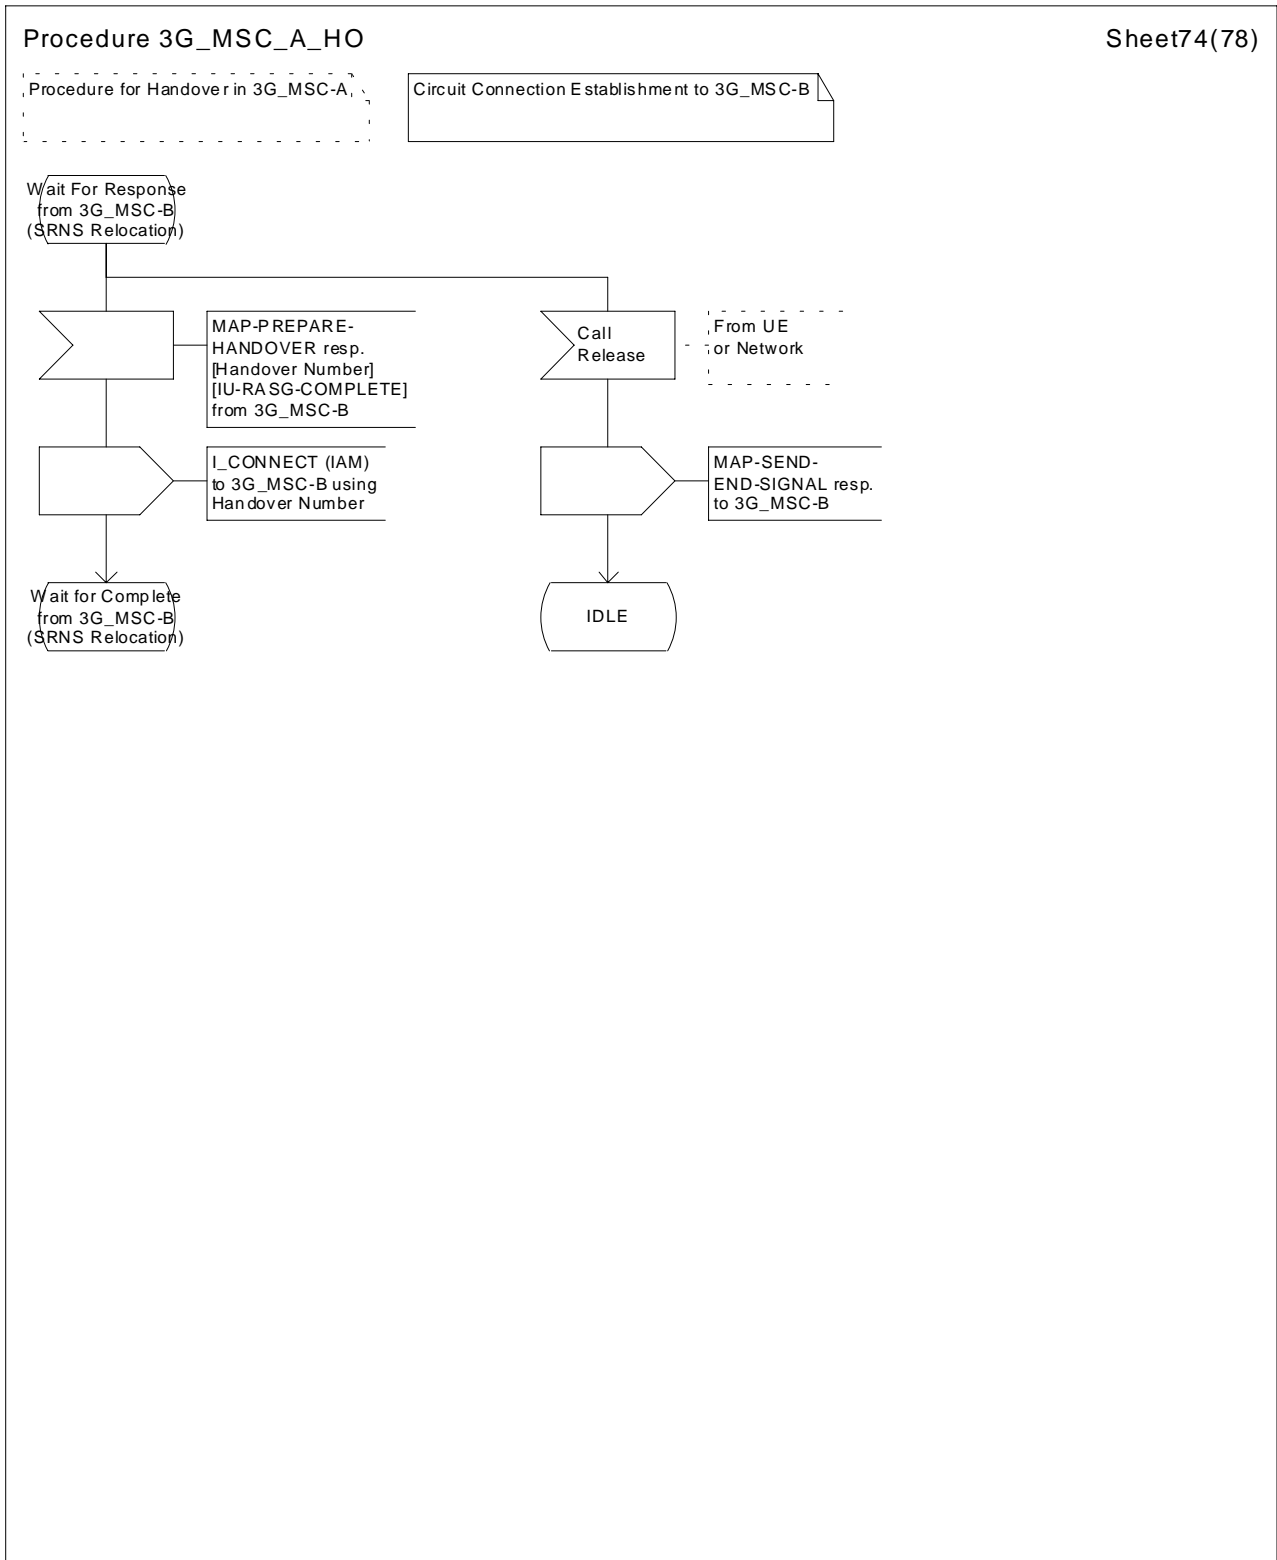 Procedure 3G_MSC_A_HO
Sheet74(78)
Procedure for Handover in 3G_MSC-A
Circuit Connection Establishment to 3G_MSC-B
Wait For Response
from 3G_MSC-B
(SRNS Relocation)
MAP-PREPARE-
HANDOVER resp.
[Handover Number]
[IU-RASG-COMPLETE]
from 3G_MSC-B
Call
Release
From UE
or Network
I_CONNECT (IAM)
to 3G_MSC-B using
Handover Number
MAP-SEND-
END-SIGNAL resp.
to 3G_MSC-B
Wait for Complete
from 3G_MSC-B
(SRNS Relocation)
IDLE